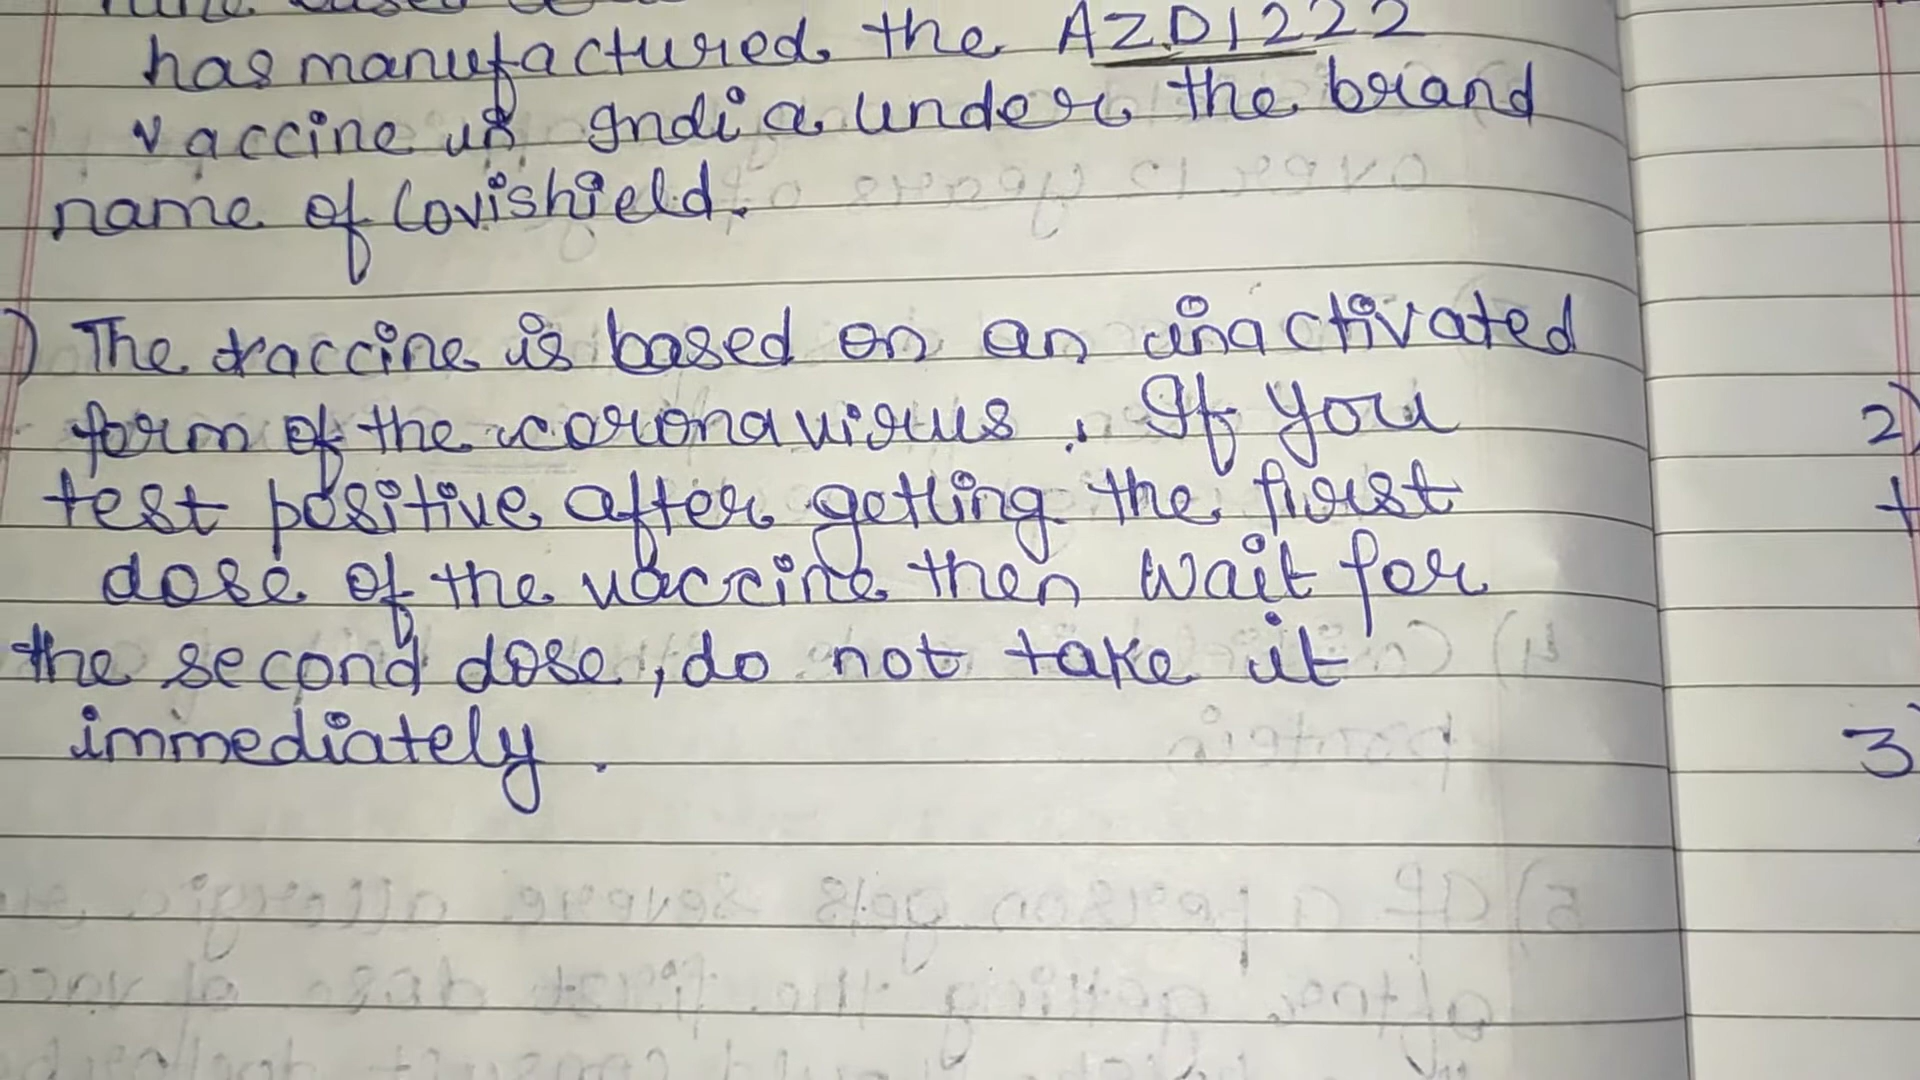 has manufactured the AZD1222
vaccine in India under the brand
name of Covishield.
) The vaccine is based on an inactivated
form of the coronavirus. If you
test positive after getting the first
dose of the vaccine then wait for
the second dose, do not take it
immediately.
2)
3)